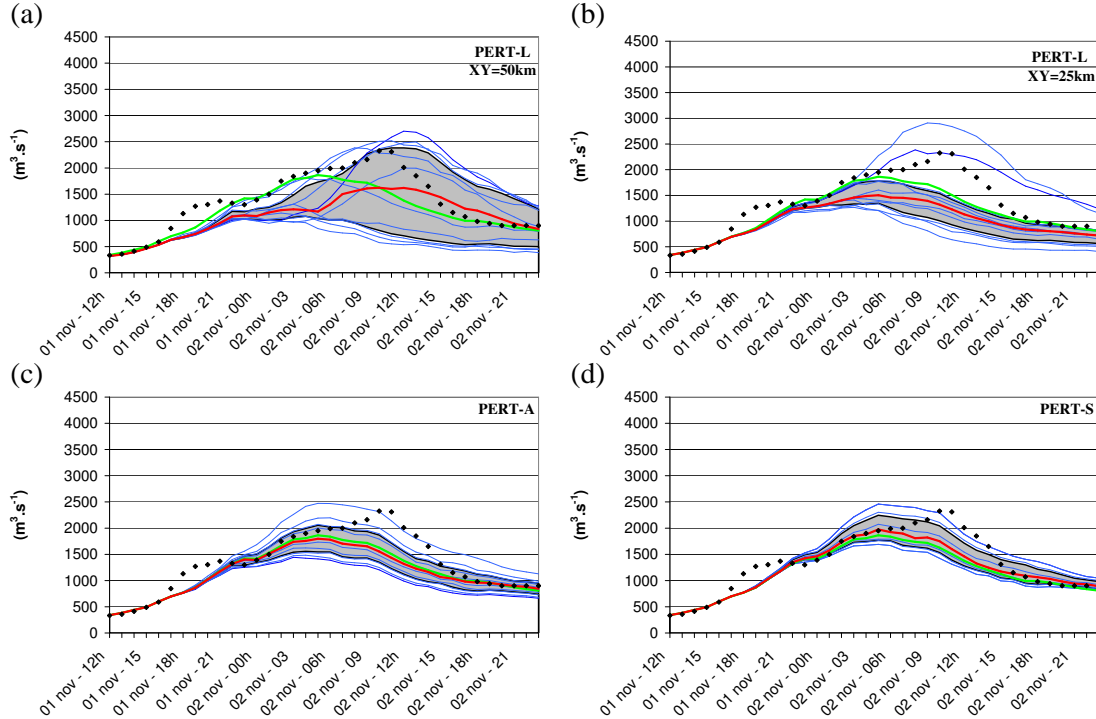 (a)
PERT-L
XY=50km
(m³.s⁻¹)
4500
4000
3500
3000
2500
2000
1500
1000
500
0
01 nov - 12h
01 nov - 15
01 nov - 18h
01 nov - 21
02 nov - 00h
02 nov - 03
02 nov - 06h
02 nov - 09
02 nov - 12h
02 nov - 15
02 nov - 18h
02 nov - 21
(b)
PERT-L
XY=25km
(m³.s⁻¹)
4500
4000
3500
3000
2500
2000
1500
1000
500
0
01 nov - 12h
01 nov - 15
01 nov - 18h
01 nov - 21
02 nov - 00h
02 nov - 03
02 nov - 06h
02 nov - 09
02 nov - 12h
02 nov - 15
02 nov - 18h
02 nov - 21
(c)
PERT-A
(m³.s⁻¹)
4500
4000
3500
3000
2500
2000
1500
1000
500
0
01 nov - 12h
01 nov - 15
01 nov - 18h
01 nov - 21
02 nov - 00h
02 nov - 03
02 nov - 06h
02 nov - 09
02 nov - 12h
02 nov - 15
02 nov - 18h
02 nov - 21
(d)
PERT-S
(m³.s⁻¹)
4500
4000
3500
3000
2500
2000
1500
1000
500
0
01 nov - 12h
01 nov - 15
01 nov - 18h
01 nov - 21
02 nov - 00h
02 nov - 03
02 nov - 06h
02 nov - 09
02 nov - 12h
02 nov - 15
02 nov - 18h
02 nov - 21